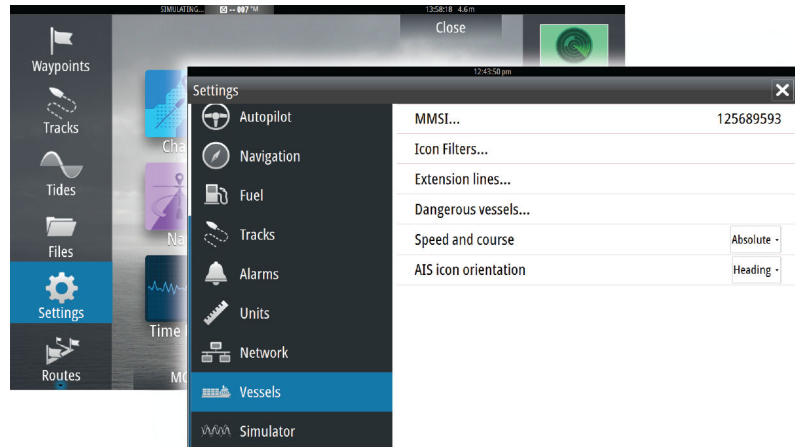 SIMULATING... -- 007 °M 13:58:18 4.6 m
Close
Waypoints
Tracks
Tides
Files
Settings
Routes
12:43:50 pm
Settings
Autopilot
Navigation
Fuel
Tracks
Alarms
Units
Network
Vessels
Simulator
MMSI... 125689593
Icon Filters...
Extension lines...
Dangerous vessels...
Speed and course Absolute
AIS icon orientation Heading
Time